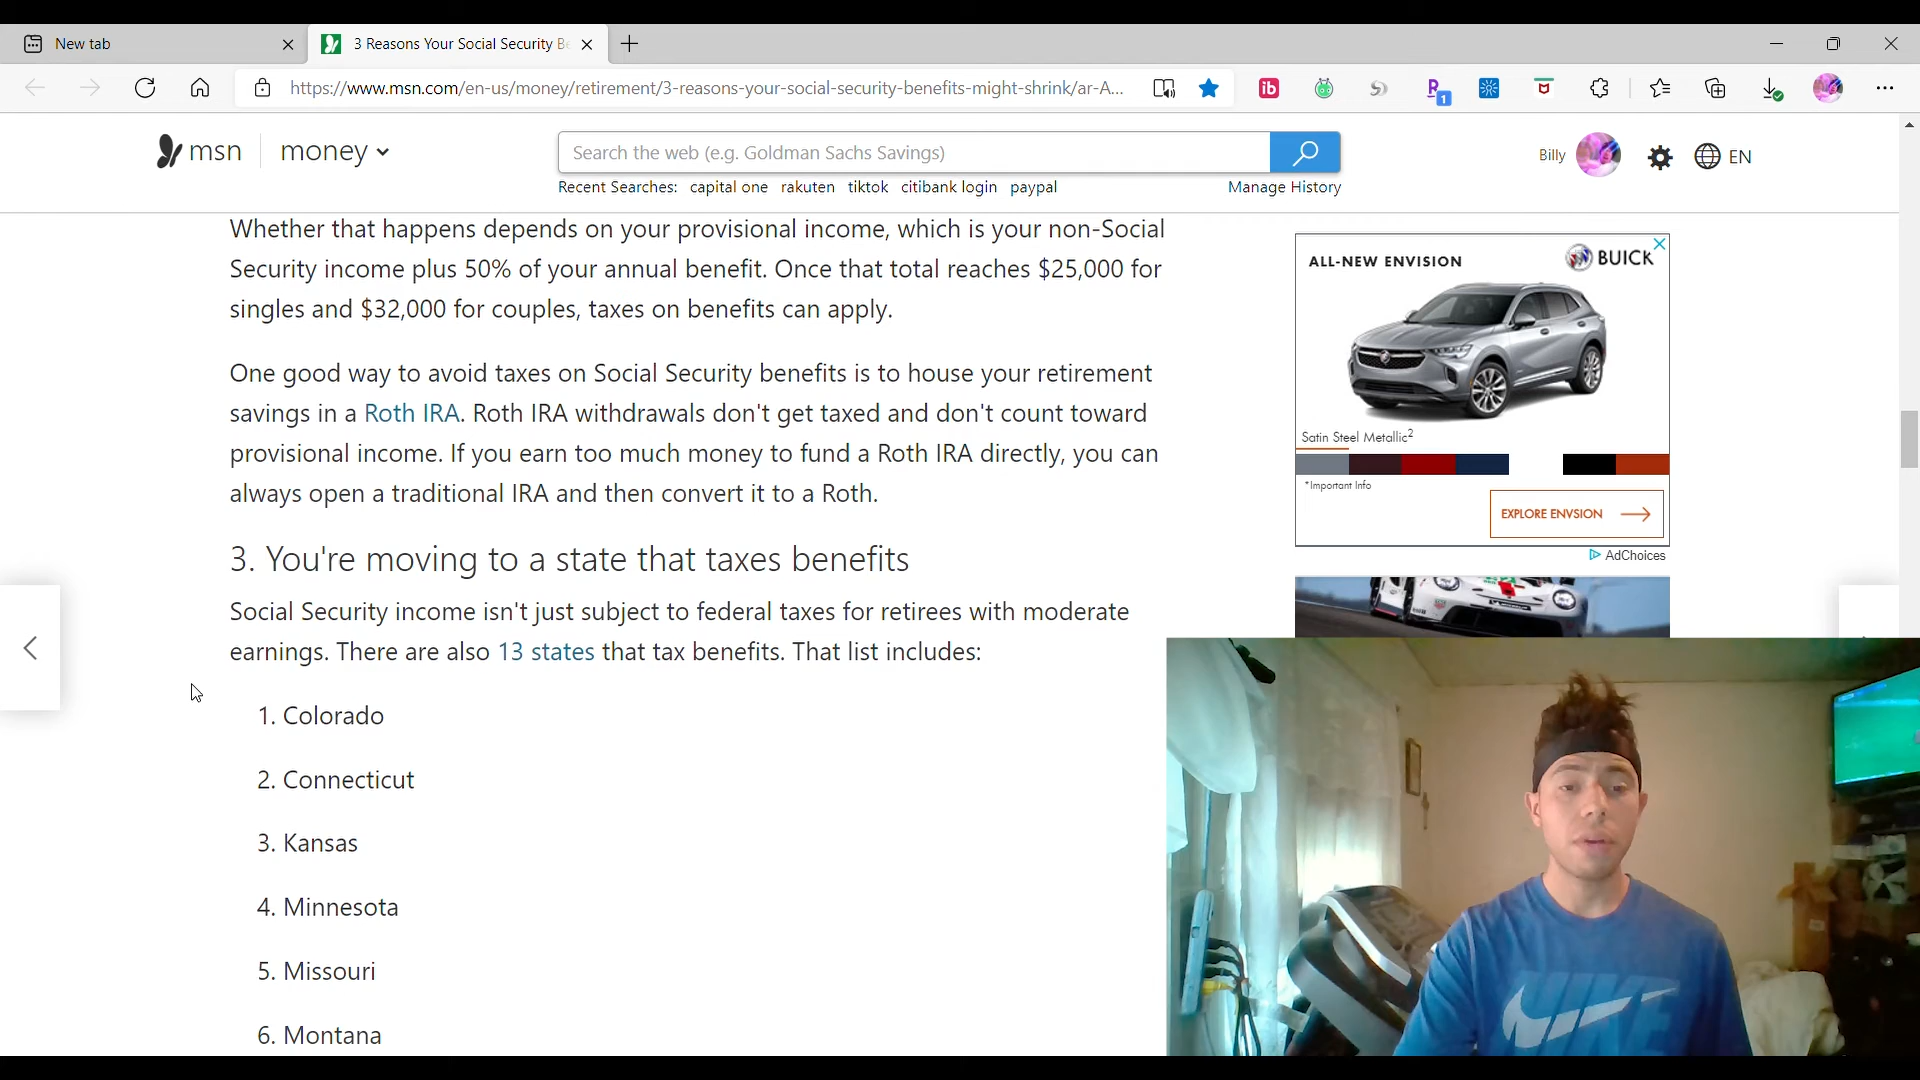 New tab
3 Reasons Your Social Security Be
https://www.msn.com/en-us/money/retirement/3-reasons-your-social-security-benefits-might-shrink/ar-A...
ib
1
msn
money
Search the web (e.g. Goldman Sachs Savings)
Billy
EN
Recent Searches: capital one rakuten tiktok citibank login paypal
Manage History
Whether that happens depends on your provisional income, which is your non-Social
Security income plus 50% of your annual benefit. Once that total reaches $25,000 for
singles and $32,000 for couples, taxes on benefits can apply.
One good way to avoid taxes on Social Security benefits is to house your retirement
savings in a Roth IRA. Roth IRA withdrawals don't get taxed and don't count toward
provisional income. If you earn too much money to fund a Roth IRA directly, you can
always open a traditional IRA and then convert it to a Roth.
3. You're moving to a state that taxes benefits
Social Security income isn't just subject to federal taxes for retirees with moderate
earnings. There are also 13 states that tax benefits. That list includes:
1. Colorado
2. Connecticut
3. Kansas
4. Minnesota
5. Missouri
6. Montana
ALL-NEW ENVISION
BUICK
Satin Steel Metallic2
*Important Info
EXPLORE ENVSION
AdChoices
NIKE